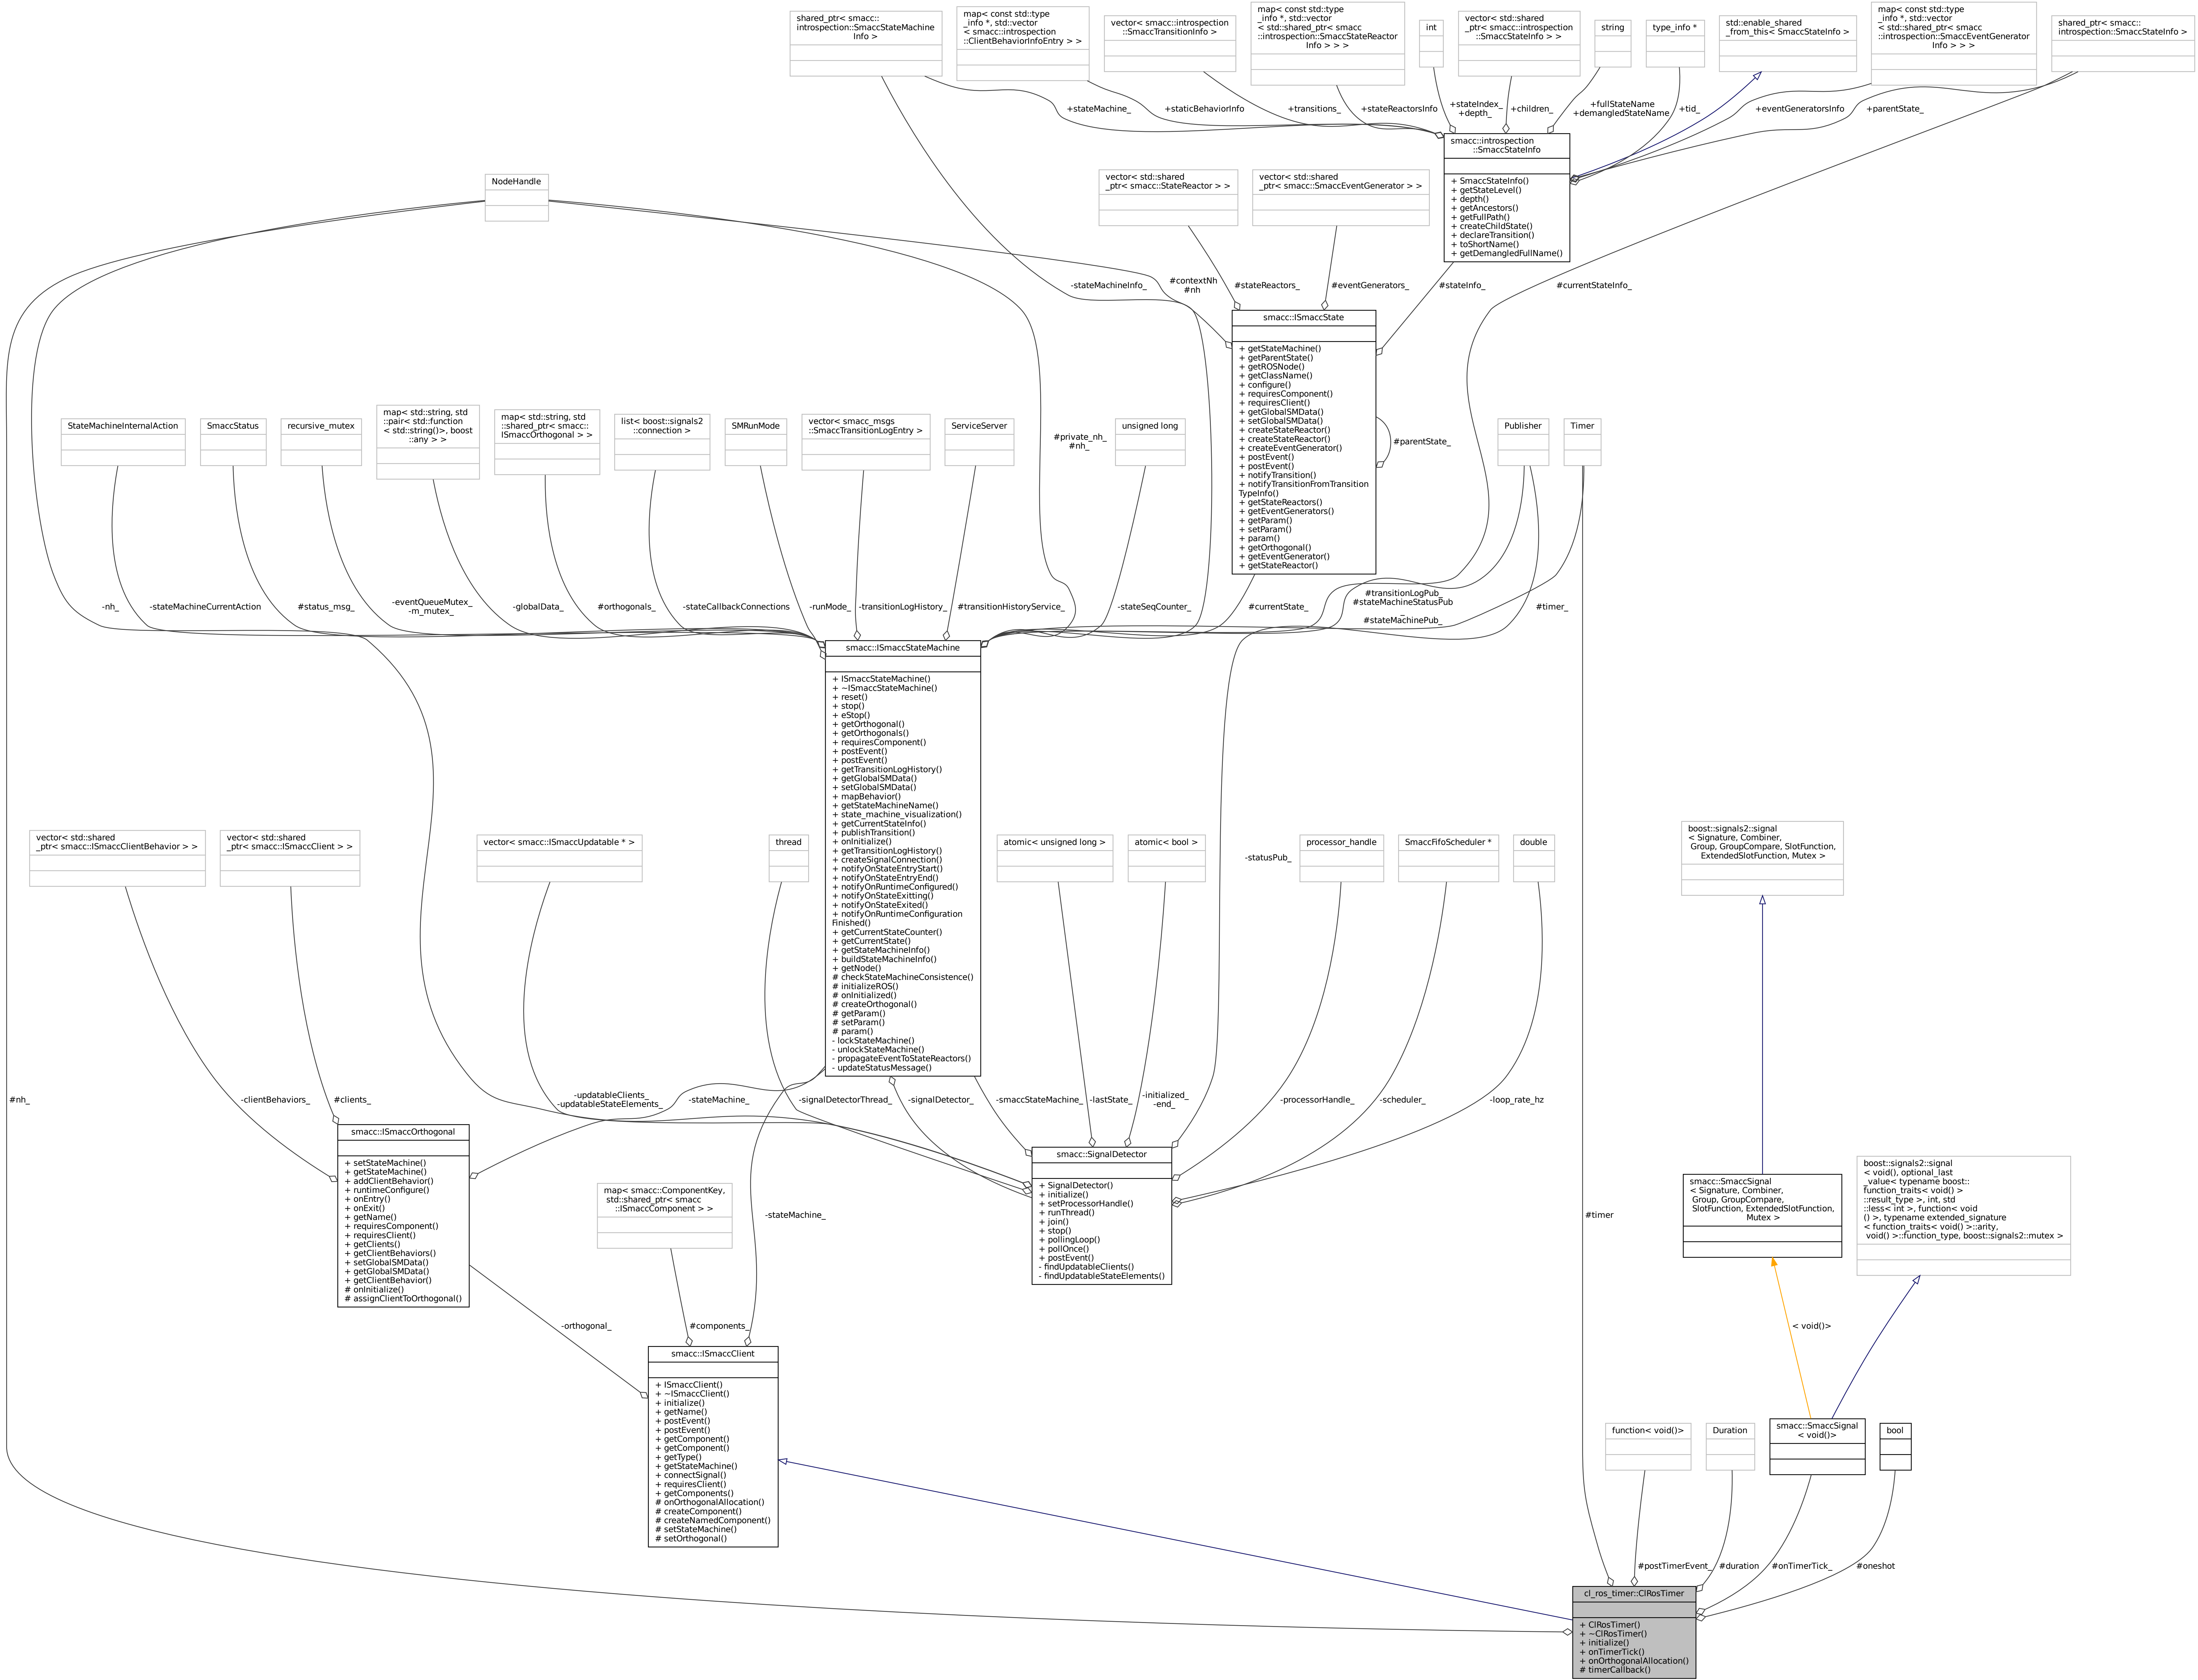 shared_ptr< smacc::
introspection::SmaccStateMachine
Info >
map< const std::type
_info *, std::vector
< smacc::introspection
::ClientBehaviorInfoEntry > >
vector< smacc::introspection
::SmaccTransitionInfo >
map< const std::type
_info *, std::vector
< std::shared_ptr< smacc
::introspection::SmaccStateReactor
Info > > >
int
vector< std::shared
_ptr< smacc::introspection
::SmaccStateInfo > >
string
type_info *
std::enable_shared
_from_this< SmaccStateInfo >
map< const std::type
_info *, std::vector
< std::shared_ptr< smacc
::introspection::SmaccEventGenerator
Info > > >
shared_ptr< smacc::
introspection::SmaccStateInfo >
+stateMachine_
+staticBehaviorInfo
+transitions_
+stateReactorsInfo
+stateIndex_
+depth_
+children_
+fullStateName
+demangledStateName
+tid_
+eventGeneratorsInfo
+parentState_
smacc::introspection
::SmaccStateInfo
+ SmaccStateInfo()
+ getStateLevel()
+ depth()
+ getAncestors()
+ getFullPath()
+ createChildState()
+ declareTransition()
+ toShortName()
+ getDemangledFullName()
NodeHandle
vector< std::shared
_ptr< smacc::StateReactor > >
vector< std::shared
_ptr< smacc::SmaccEventGenerator > >
-stateMachineInfo_
#contextNh
#nh
#stateReactors_
#eventGenerators_
#stateInfo_
#currentStateInfo_
smacc::ISmaccState
+ getStateMachine()
+ getParentState()
+ getROSNode()
+ getClassName()
+ configure()
+ requiresComponent()
+ requiresClient()
+ getGlobalSMData()
+ setGlobalSMData()
+ createStateReactor()
+ createStateReactor()
+ createEventGenerator()
+ postEvent()
+ postEvent()
+ notifyTransition()
+ notifyTransitionFromTransition
TypeInfo()
+ getStateReactors()
+ getEventGenerators()
+ getParam()
+ setParam()
+ param()
+ getOrthogonal()
+ getEventGenerator()
+ getStateReactor()
#parentState_
StateMachineInternalAction
SmaccStatus
recursive_mutex
map< std::string, std
::pair< std::function
< std::string()>, boost
::any > >
map< std::string, std
::shared_ptr< smacc::
ISmaccOrthogonal > >
list< boost::signals2
::connection >
SMRunMode
vector< smacc_msgs
::SmaccTransitionLogEntry >
ServiceServer
#private_nh_
#nh_
unsigned long
Publisher
Timer
-nh_
-stateMachineCurrentAction
#status_msg_
-eventQueueMutex_
-m_mutex_
-globalData_
#orthogonals_
-stateCallbackConnections
-runMode_
-transitionLogHistory_
#transitionHistoryService_
-stateSeqCounter_
#currentState_
#transitionLogPub_
#stateMachineStatusPub
_
#stateMachinePub_
#timer_
smacc::ISmaccStateMachine
+ ISmaccStateMachine()
+ ~ISmaccStateMachine()
+ reset()
+ stop()
+ eStop()
+ getOrthogonal()
+ getOrthogonals()
+ requiresComponent()
+ postEvent()
+ postEvent()
+ getTransitionLogHistory()
+ getGlobalSMData()
+ setGlobalSMData()
+ mapBehavior()
+ getStateMachineName()
+ state_machine_visualization()
+ getCurrentStateInfo()
+ publishTransition()
+ onInitialize()
+ getTransitionLogHistory()
+ createSignalConnection()
+ notifyOnStateEntryStart()
+ notifyOnStateEntryEnd()
+ notifyOnRuntimeConfigured()
+ notifyOnStateExitting()
+ notifyOnStateExited()
+ notifyOnRuntimeConfiguration
Finished()
+ getCurrentStateCounter()
+ getCurrentState()
+ getStateMachineInfo()
+ buildStateMachineInfo()
+ getNode()
# checkStateMachineConsistence()
# initializeROS()
# onInitialized()
# createOrthogonal()
# getParam()
# setParam()
# param()
- lockStateMachine()
- unlockStateMachine()
- propagateEventToStateReactors()
- updateStatusMessage()
vector< std::shared
_ptr< smacc::ISmaccClientBehavior > >
vector< std::shared
_ptr< smacc::ISmaccClient > >
vector< smacc::ISmaccUpdatable * >
thread
atomic< unsigned long >
atomic< bool >
-statusPub_
processor_handle
SmaccFifoScheduler *
double
boost::signals2::signal
< Signature, Combiner,
Group, GroupCompare, SlotFunction,
ExtendedSlotFunction, Mutex >
#nh_
-clientBehaviors_
#clients_
-updatableClients_
-updatableStateElements_
-stateMachine_
-signalDetectorThread_
-signalDetector_
-smaccStateMachine_
-lastState_
-initialized_
-end_
-processorHandle_
-scheduler_
-loop_rate_hz
smacc::ISmaccOrthogonal
+ setStateMachine()
+ getStateMachine()
+ addClientBehavior()
+ runtimeConfigure()
+ onEntry()
+ onExit()
+ getName()
+ requiresComponent()
+ requiresClient()
+ getClients()
+ getClientBehaviors()
+ setGlobalSMData()
+ getGlobalSMData()
+ getClientBehavior()
# onInitialize()
# assignClientToOrthogonal()
smacc::SignalDetector
+ SignalDetector()
+ initialize()
+ setProcessorHandle()
+ runThread()
+ join()
+ stop()
+ pollingLoop()
+ pollOnce()
+ postEvent()
- findUpdatableClients()
- findUpdatableStateElements()
map< smacc::ComponentKey,
std::shared_ptr< smacc
::ISmaccComponent > >
-stateMachine_
#timer
smacc::SmaccSignal
< Signature, Combiner,
Group, GroupCompare,
SlotFunction, ExtendedSlotFunction,
Mutex >
boost::signals2::signal
< void(), optional_last
_value< typename boost::
function_traits< void() >
::result_type >, int, std
::less< int >, function< void
() >, typename extended_signature
< function_traits< void() >::arity,
void() >::function_type, boost::signals2::mutex >
-orthogonal_
#components_
< void()>
smacc::ISmaccClient
+ ISmaccClient()
+ ~ISmaccClient()
+ initialize()
+ getName()
+ postEvent()
+ postEvent()
+ getComponent()
+ getComponent()
+ getType()
+ getStateMachine()
+ connectSignal()
+ requiresClient()
+ getComponents()
# onOrthogonalAllocation()
# createComponent()
# createNamedComponent()
# setStateMachine()
# setOrthogonal()
function< void()>
Duration
smacc::SmaccSignal
< void()>
bool
#postTimerEvent_
#duration
#onTimerTick_
#oneshot
cl_ros_timer::ClRosTimer
+ ClRosTimer()
+ ~ClRosTimer()
+ initialize()
+ onTimerTick()
+ onOrthogonalAllocation()
# timerCallback()